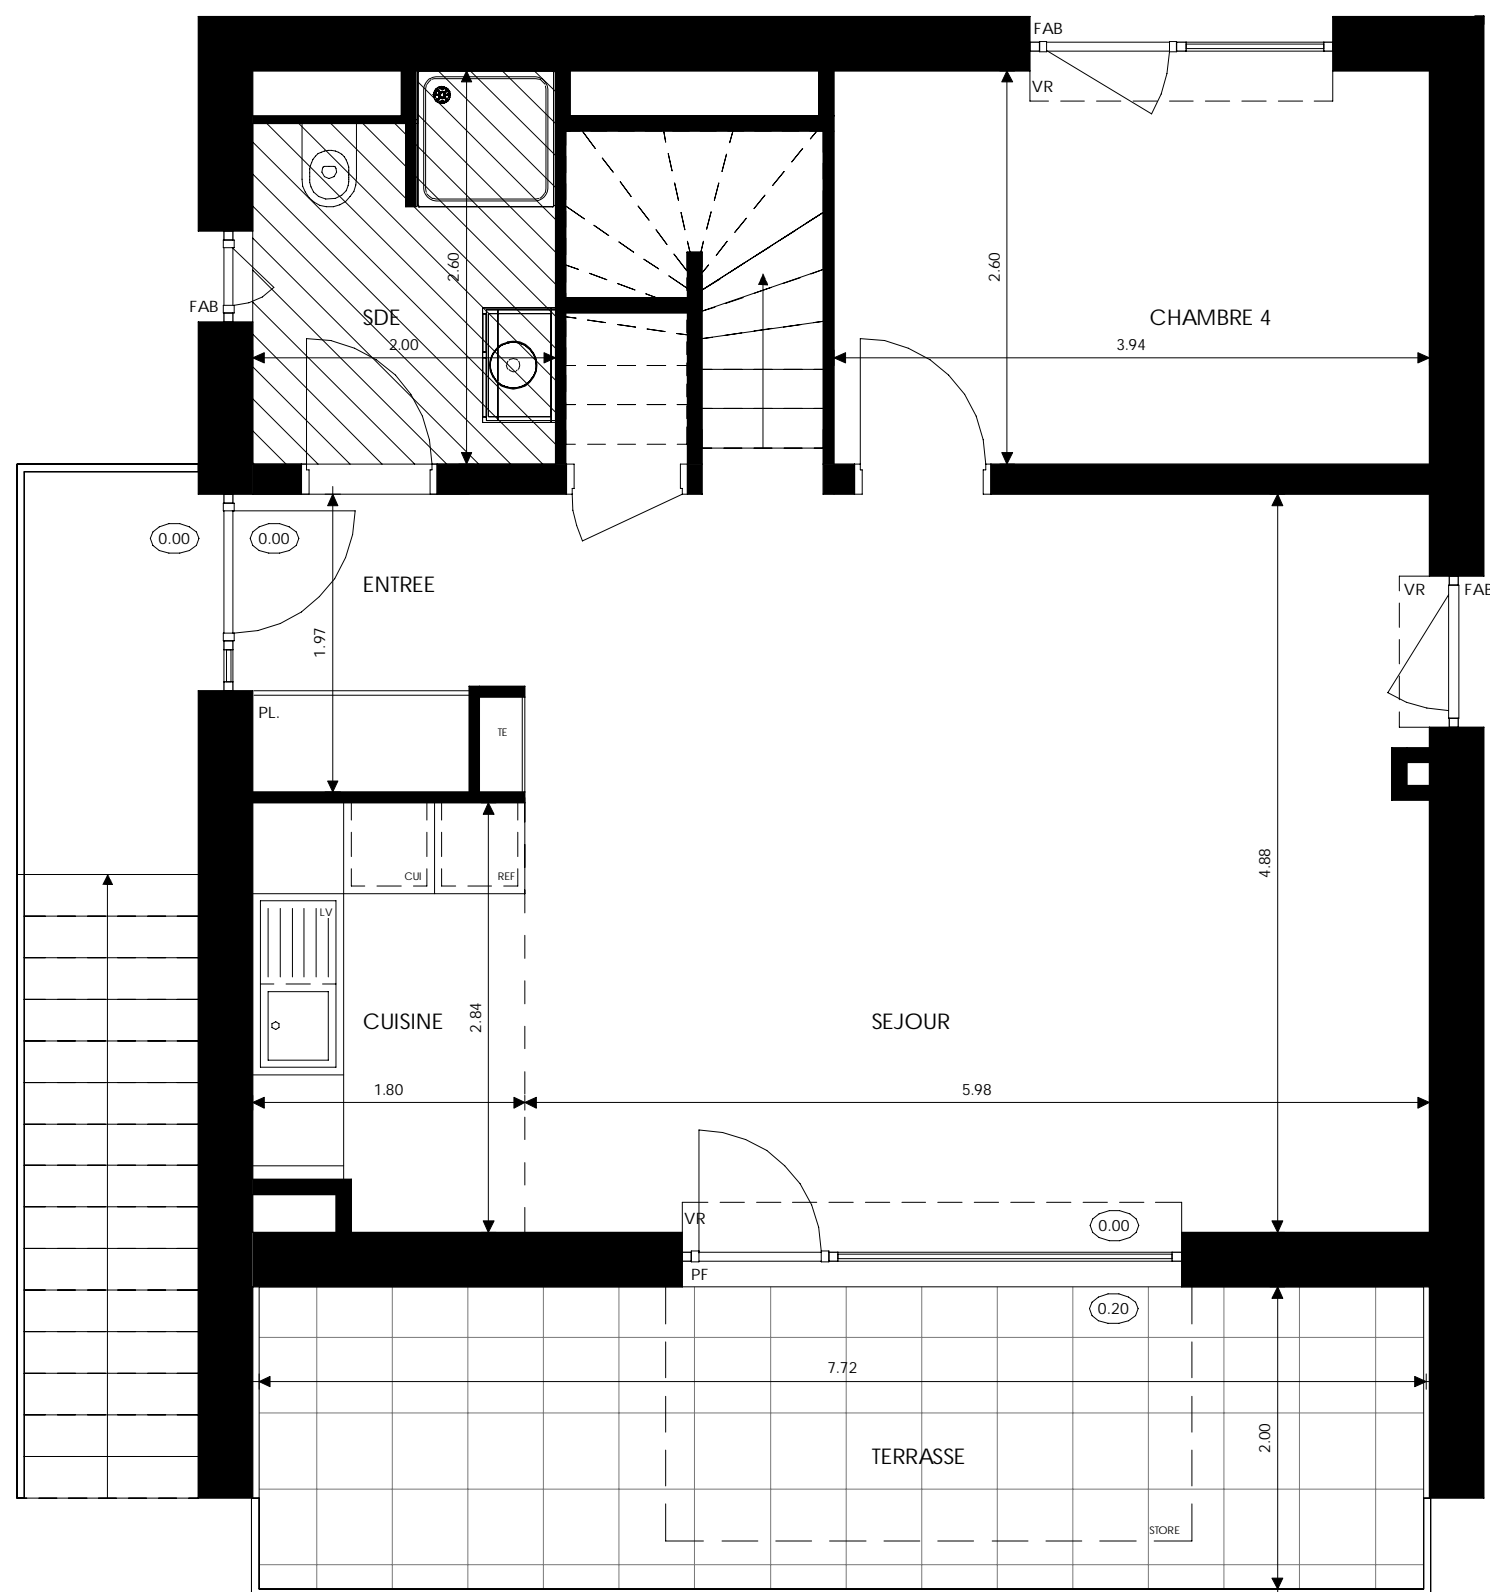 FAB
VR
2.60
2.60
FAB
SDE
2.00
CHAMBRE 4
3.94
0.00
0.00
ENTREE
VR
FAB
1.97
PL.
TE
4.88
CUI
REF
LV
CUISINE
2.84
SEJOUR
1.80
5.98
VR
0.00
PF
0.20
7.72
TERRASSE
2.00
STORE